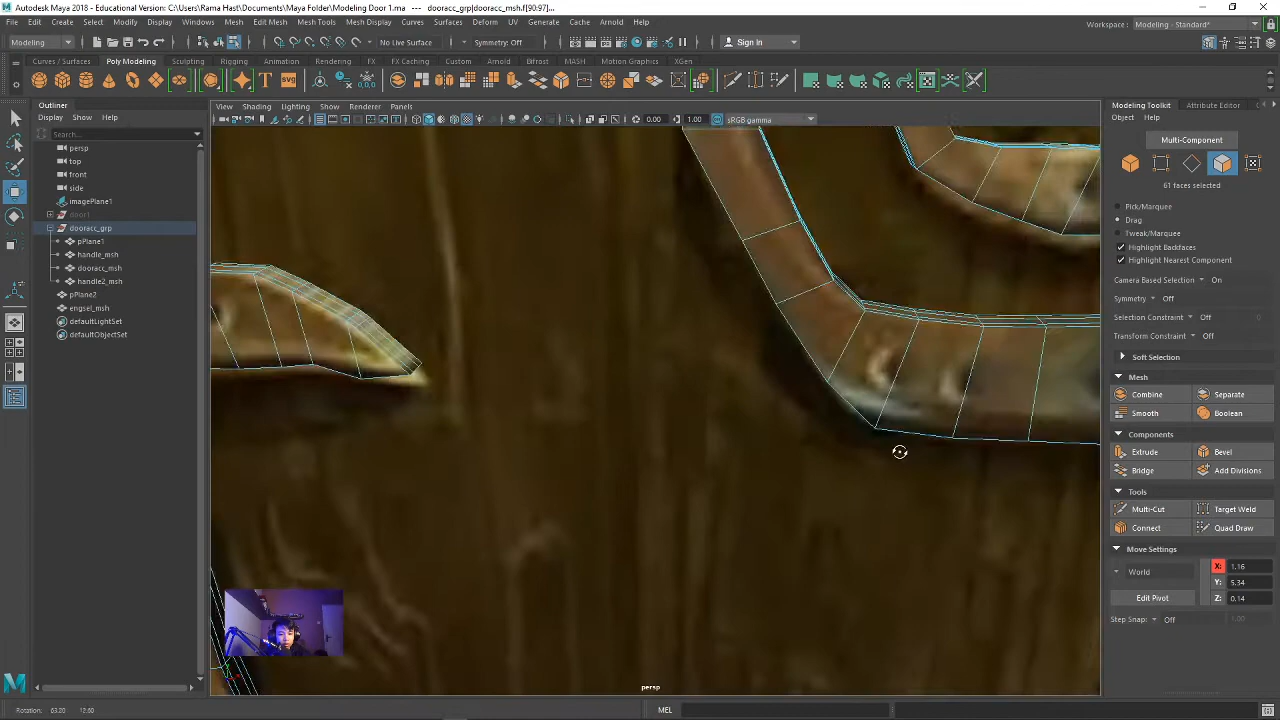 Autodesk Maya 2018 - Educational Version: C:\Users\Rama Hast\Documents\Maya Folder\Modeling Door 1.ma --- dooracc_grp|dooracc_msh.f[90:97]...
File Edit Create Select Modify Display Windows Mesh Edit Mesh Mesh Tools Mesh Display Curves Surfaces Deform UV Generate Cache Arnold Help
Workspace : Modeling - Standard*
Modeling No Live Surface Symmetry: Off Sign In
Curves / Surfaces Poly Modeling Sculpting Rigging Animation Rendering FX FX Caching Custom Arnold Bifrost MASH Motion Graphics XGen
Outliner
Display Show Help
Search...
persp
top
front
side
imagePlane1
door1
dooracc_grp
pPlane1
handle_msh
dooracc_msh
handle2_msh
pPlane2
engsel_msh
defaultLightSet
defaultObjectSet
View Shading Lighting Show Renderer Panels
0.00 1.00 sRGB gamma
persp
Modeling Toolkit Attribute Editor
Object Help
Multi-Component
61 faces selected
Pick/Marquee
Drag
Tweak/Marquee
Highlight Backfaces
Highlight Nearest Component
Camera Based Selection On
Symmetry Off
Selection Constraint Off
Transform Constraint Off
Soft Selection
Mesh
Combine Separate
Smooth Boolean
Components
Extrude Bevel
Bridge Add Divisions
Tools
Multi-Cut Target Weld
Connect Quad Draw
Move Settings
World X: 1.16
Y: 5.34
Edit Pivot Z: 0.14
Step Snap: Off 1.00
Rotation: 63.20 12.60 MEL